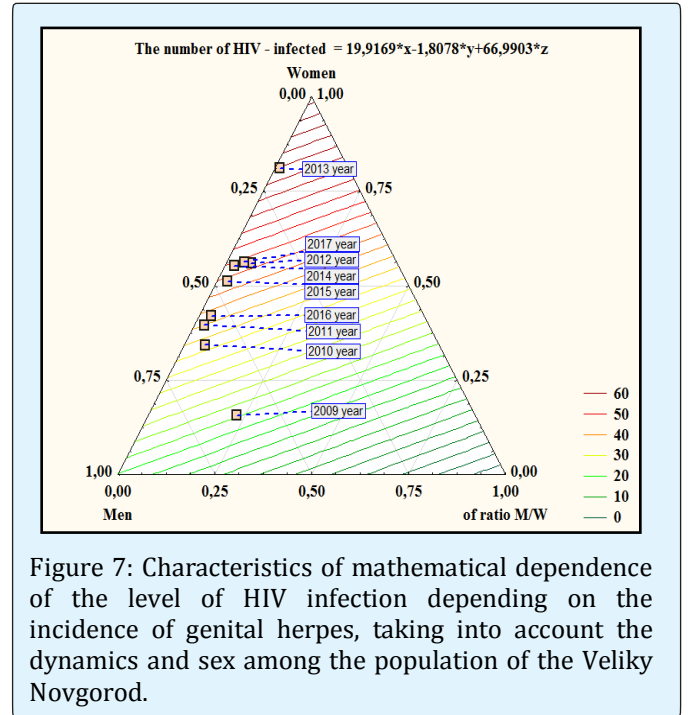 The number of HIV - infected = 19,9169*x-1,8078*y+66,9903*z
Women
0,00 1,00
2013 year
0,25 0,75
2017 year
2012 year
2014 year
0,50 0,50
2015 year
2016 year
2011 year
2010 year
0,75 0,25
2009 year
60
50
40
30
20
10
0
1,00 0,00
0,00 0,25 0,50 0,75 1,00
Men of ratio M/W
Figure 7: Characteristics of mathematical dependence
of the level of HIV infection depending on the
incidence of genital herpes, taking into account the
dynamics and sex among the population of the Veliky
Novgorod.